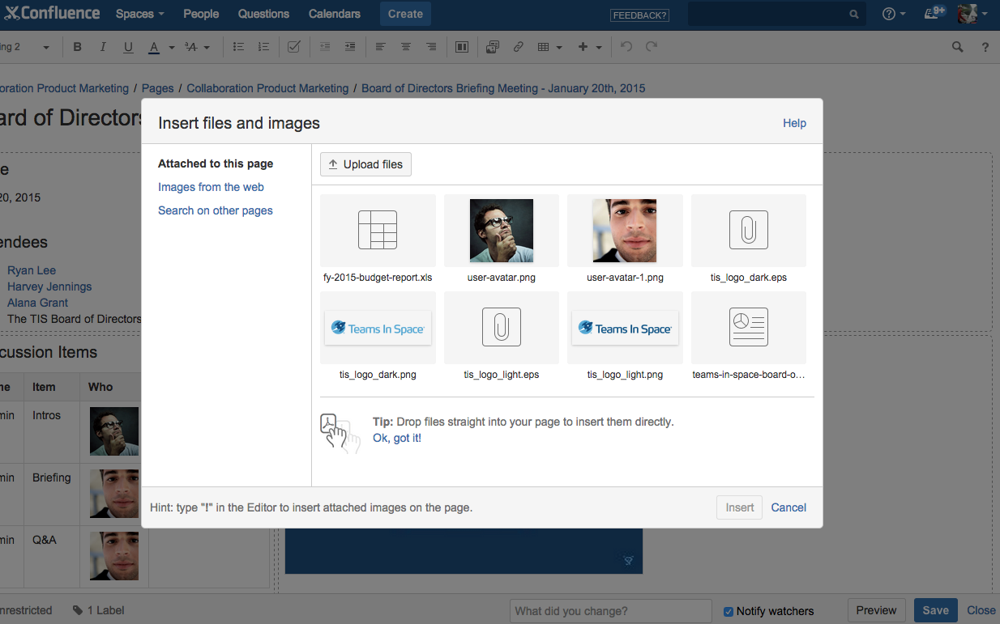 Confluence Spaces People Questions Calendars Create FEEDBACK? ? 9+
ng 2 B I U A A ?
oration Product Marketing / Pages / Collaboration Product Marketing / Board of Directors Briefing Meeting - January 20th, 2015
ard of Directors
Insert files and images Help
Attached to this page
Images from the web
Search on other pages
Upload files
fy-2015-budget-report.xls user-avatar.png user-avatar-1.png tis_logo_dark.eps
Teams In Space Teams In Space
tis_logo_dark.png tis_logo_light.eps tis_logo_light.png teams-in-space-board-o...
Tip: Drop files straight into your page to insert them directly.
Ok, got it!
Hint: type "!" in the Editor to insert attached images on the page. Insert Cancel
e
20, 2015
endees
Ryan Lee
Harvey Jennings
Alana Grant
The TIS Board of Directors
cussion Items
me Item Who
min Intros
min Briefing
min Q&A
nrestricted 1 Label What did you change? Notify watchers Preview Save Close